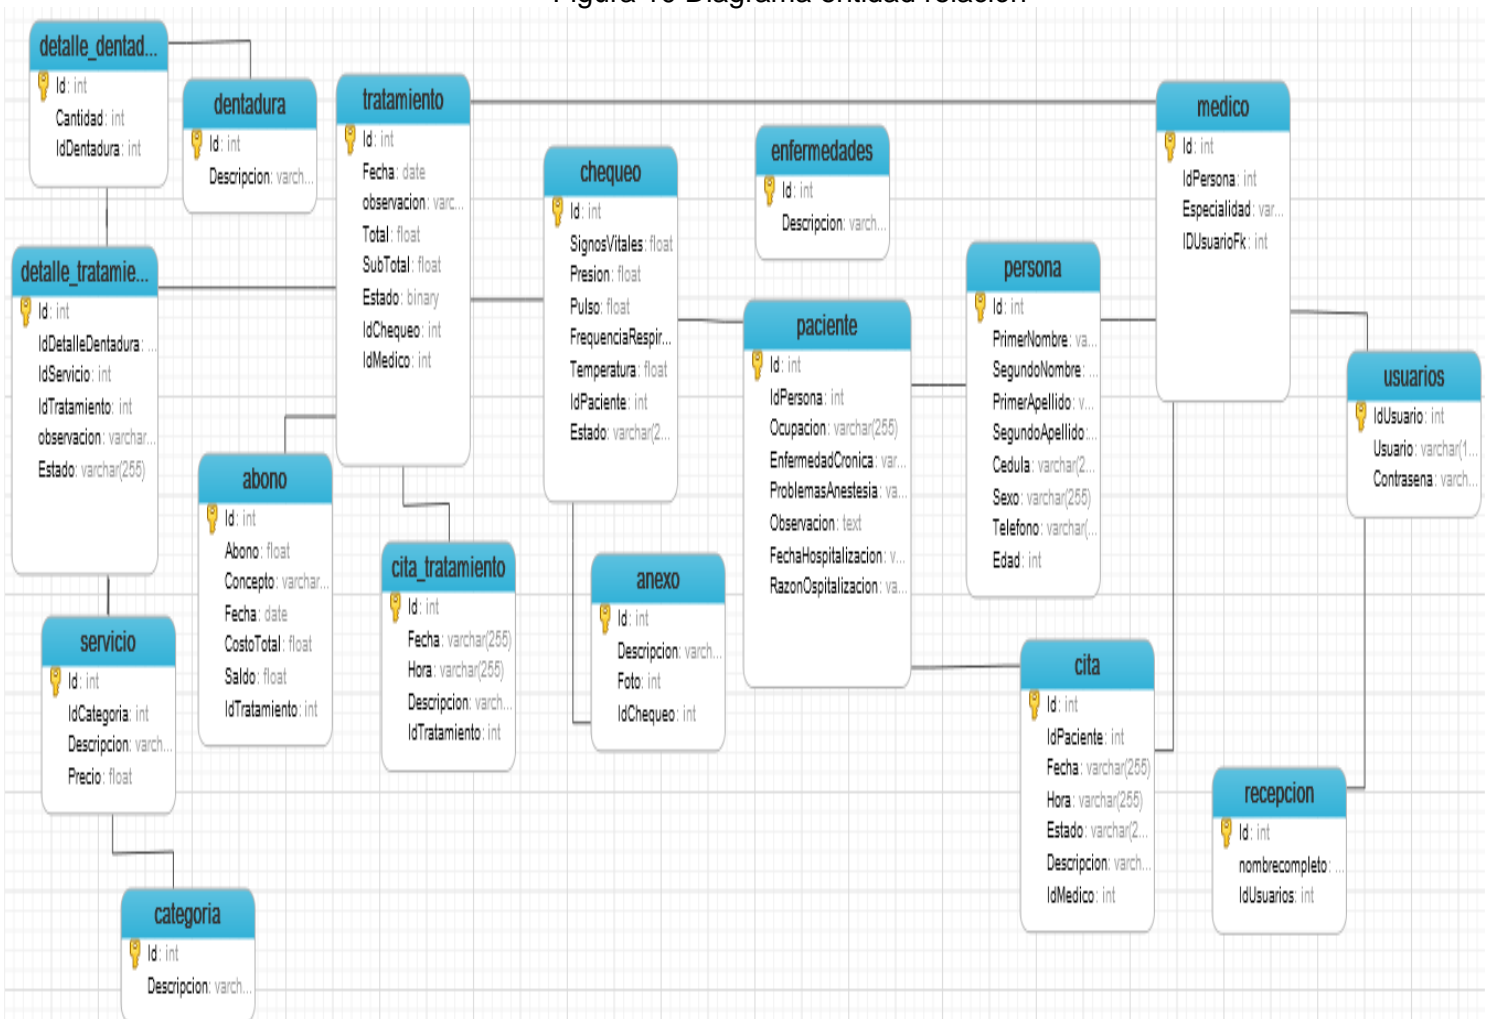 Figura 10 Diagrama entidad relación
detalle_dentad...
Id: int
Cantidad: int
IdDentadura: int
dentadura
Id: int
Descripcion: varch...
tratamiento
Id: int
Fecha: date
observacion: varc...
Total: float
SubTotal: float
Estado: binary
IdChequeo: int
IdMedico: int
chequeo
Id: int
SignosVitales: float
Presion: float
Pulso: float
FrequenciaRespir...
Temperatura: float
IdPaciente: int
Estado: varchar(2...
enfermedades
Id: int
Descripcion: varch...
medico
Id: int
IdPersona: int
Especialidad: var...
IDUsuarioFk: int
persona
Id: int
PrimerNombre: va...
SegundoNombre: ...
PrimerApellido: v...
SegundoApellido:...
Cedula: varchar(2...
Sexo: varchar(255)
Telefono: varchar(...
Edad: int
paciente
Id: int
IdPersona: int
Ocupacion: varchar(255)
EnfermedadCronica: var...
ProblemasAnestesia: va...
Observacion: text
FechaHospitalizacion: v...
RazonOspitalizacion: va...
usuarios
IdUsuario: int
Usuario: varchar(1...
Contrasena: varch...
detalle_tratamie...
Id: int
IdDetalleDentadura: ...
IdServicio: int
IdTratamiento: int
observacion: varchar...
Estado: varchar(255)
abono
Id: int
Abono: float
Concepto: varchar...
Fecha: date
CostoTotal: float
Saldo: float
IdTratamiento: int
cita_tratamiento
Id: int
Fecha: varchar(255)
Hora: varchar(255)
Descripcion: varch...
IdTratamiento: int
anexo
Id: int
Descripcion: varch...
Foto: int
IdChequeo: int
servicio
Id: int
IdCategoria: int
Descripcion: varch...
Precio: float
cita
Id: int
IdPaciente: int
Fecha: varchar(255)
Hora: varchar(255)
Estado: varchar(2...
Descripcion: varch...
IdMedico: int
recepcion
Id: int
nombrecompleto: ...
IdUsuarios: int
categoria
Id: int
Descripcion: varch...